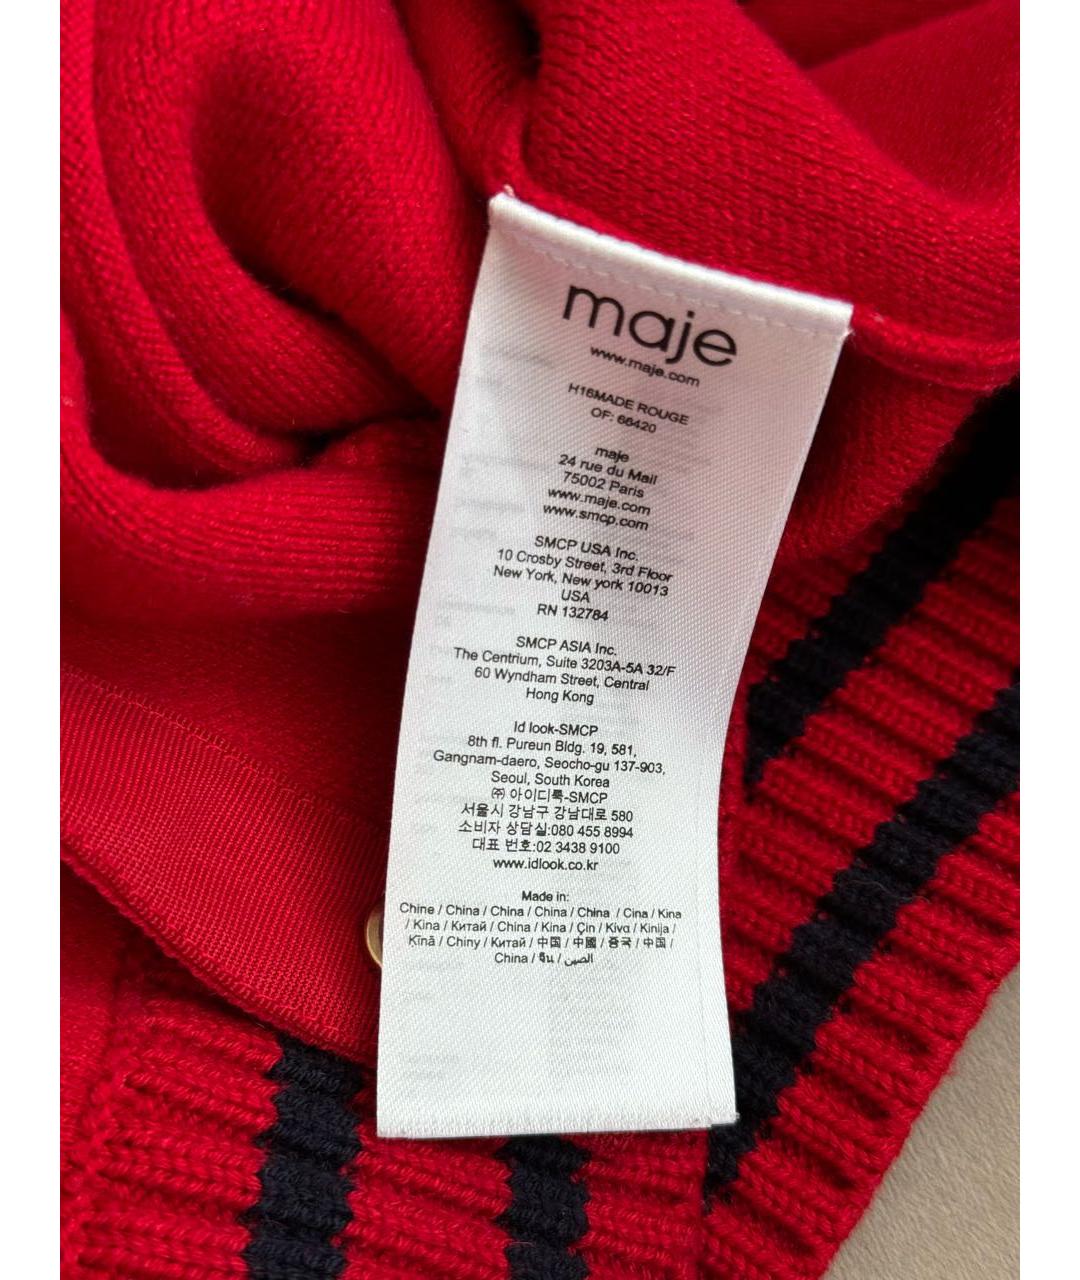 maje
www.maje.com
H16MADE ROUGE
OF: 66420
maje
24 rue du Mail
75002 Paris
www.maje.com
www.smcp.com
SMCP USA Inc.
10 Crosby Street, 3rd Floor
New York, New york 10013
USA
RN 132784
SMCP ASIA Inc.
The Centrium, Suite 3203A-5A 32/F
60 Wyndham Street, Central
Hong Kong
Id look-SMCP
8th fl. Pureun Bldg. 19, 581,
Gangnam-daero, Seocho-gu 137-903,
Seoul, South Korea
㈜ 아이디룩-SMCP
서울시 강남구 강남대로 580
소비자 상담실:080 455 8994
대표 번호:02 3438 9100
www.idlook.co.kr
Made in:
Chine / China / China / China / China / Cina / Kina
/ Kina / Китай / China / Kina / Çin / Κίνα / Kinija /
Ķīnā / Chiny / Китай / 中国 / 中國 / 중국 / 中国 /
China / จีน / الصين